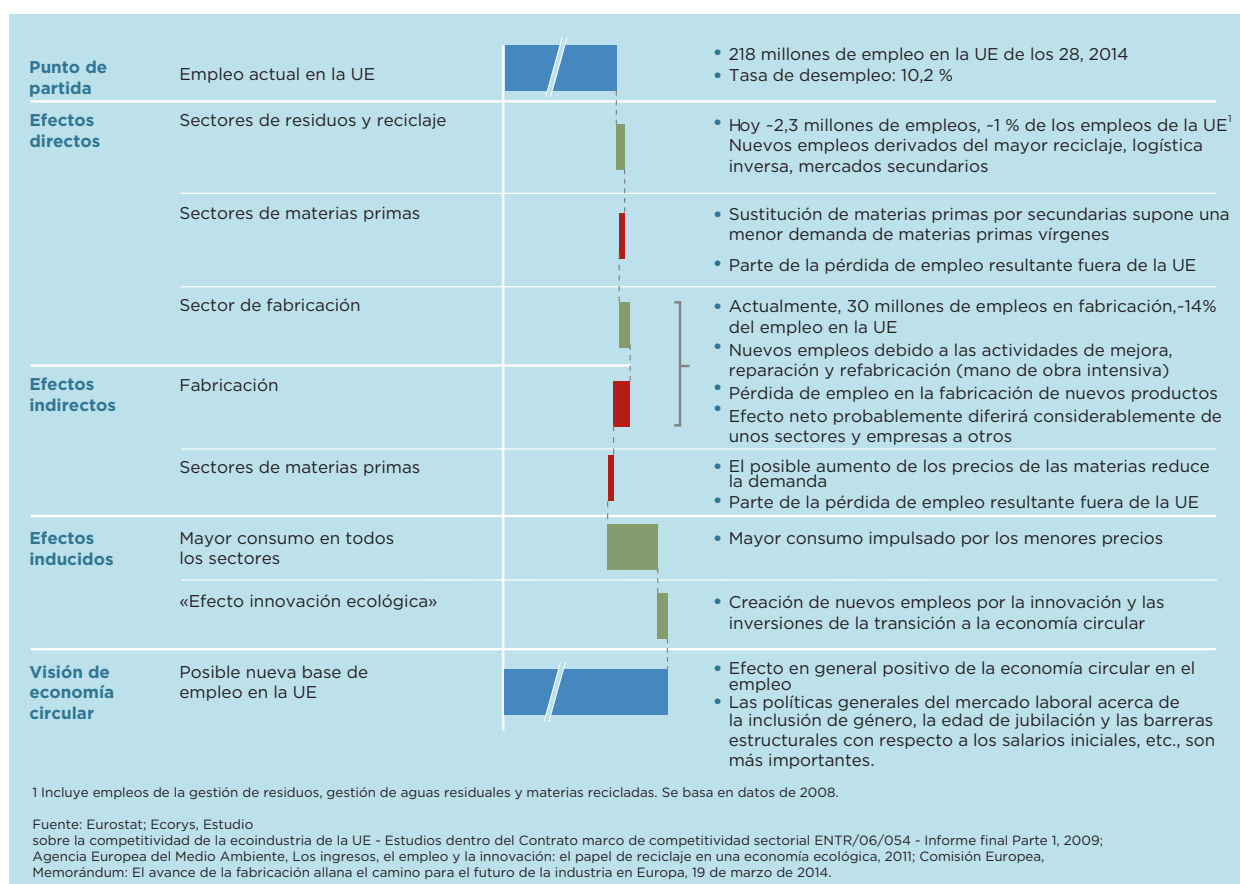 Punto de
partida
Empleo actual en la UE
• 218 millones de empleo en la UE de los 28, 2014
• Tasa de desempleo: 10,2 %
Efectos
directos
Sectores de residuos y reciclaje
• Hoy ~2,3 millones de empleos, ~1 % de los empleos de la UE¹
Nuevos empleos derivados del mayor reciclaje, logística
inversa, mercados secundarios
Sectores de materias primas
• Sustitución de materias primas por secundarias supone una
menor demanda de materias primas vírgenes
• Parte de la pérdida de empleo resultante fuera de la UE
Sector de fabricación
• Actualmente, 30 millones de empleos en fabricación,~14%
del empleo en la UE
• Nuevos empleos debido a las actividades de mejora,
reparación y refabricación (mano de obra intensiva)
Efectos
indirectos
Fabricación
• Pérdida de empleo en la fabricación de nuevos productos
• Efecto neto probablemente diferirá considerablemente de
unos sectores y empresas a otros
Sectores de materias primas
• El posible aumento de los precios de las materias reduce
la demanda
• Parte de la pérdida de empleo resultante fuera de la UE
Efectos
inducidos
Mayor consumo en todos
los sectores
• Mayor consumo impulsado por los menores precios
«Efecto innovación ecológica»
• Creación de nuevos empleos por la innovación y las
inversiones de la transición a la economía circular
Visión de
economía
circular
Posible nueva base de
empleo en la UE
• Efecto en general positivo de la economía circular en el
empleo
• Las políticas generales del mercado laboral acerca de
la inclusión de género, la edad de jubilación y las barreras
estructurales con respecto a los salarios iniciales, etc., son
más importantes.
1 Incluye empleos de la gestión de residuos, gestión de aguas residuales y materias recicladas. Se basa en datos de 2008.
Fuente: Eurostat; Ecorys, Estudio
sobre la competitividad de la ecoindustria de la UE - Estudios dentro del Contrato marco de competitividad sectorial ENTR/06/054 - Informe final Parte 1, 2009;
Agencia Europea del Medio Ambiente, Los ingresos, el empleo y la innovación: el papel de reciclaje en una economía ecológica, 2011; Comisión Europea,
Memorándum: El avance de la fabricación allana el camino para el futuro de la industria en Europa, 19 de marzo de 2014.